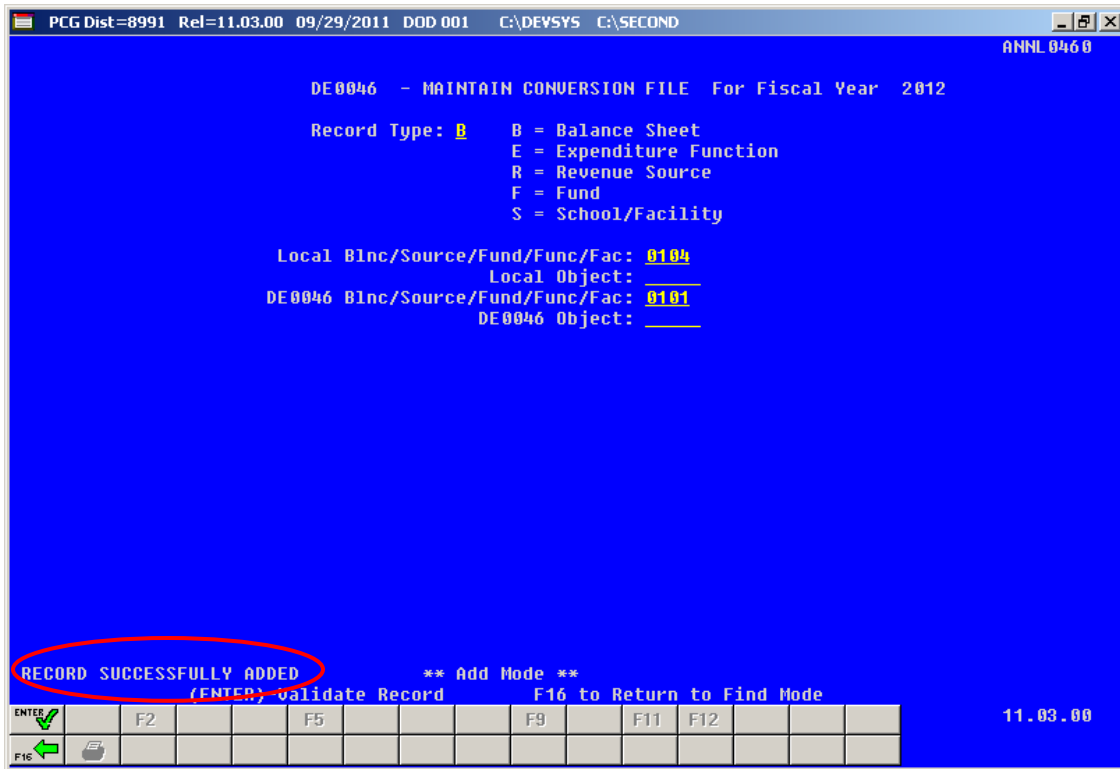 PCG Dist=8991 Rel=11.03.00 09/29/2011 DOD 001 C:\DEVSYS C:\SECOND
ANNL0460
DE0046 - MAINTAIN CONVERSION FILE For Fiscal Year 2012
Record Type: B B = Balance Sheet
E = Expenditure Function
R = Revenue Source
F = Fund
S = School/Facility
Local Blnc/Source/Fund/Func/Fac: 0104
Local Object:
DE0046 Blnc/Source/Fund/Func/Fac: 0101
DE0046 Object:
RECORD SUCCESSFULLY ADDED ** Add Mode **
(ENTER) Validate Record F16 to Return to Find Mode
ENTER F2 F5 F9 F11 F12 11.03.00
F16